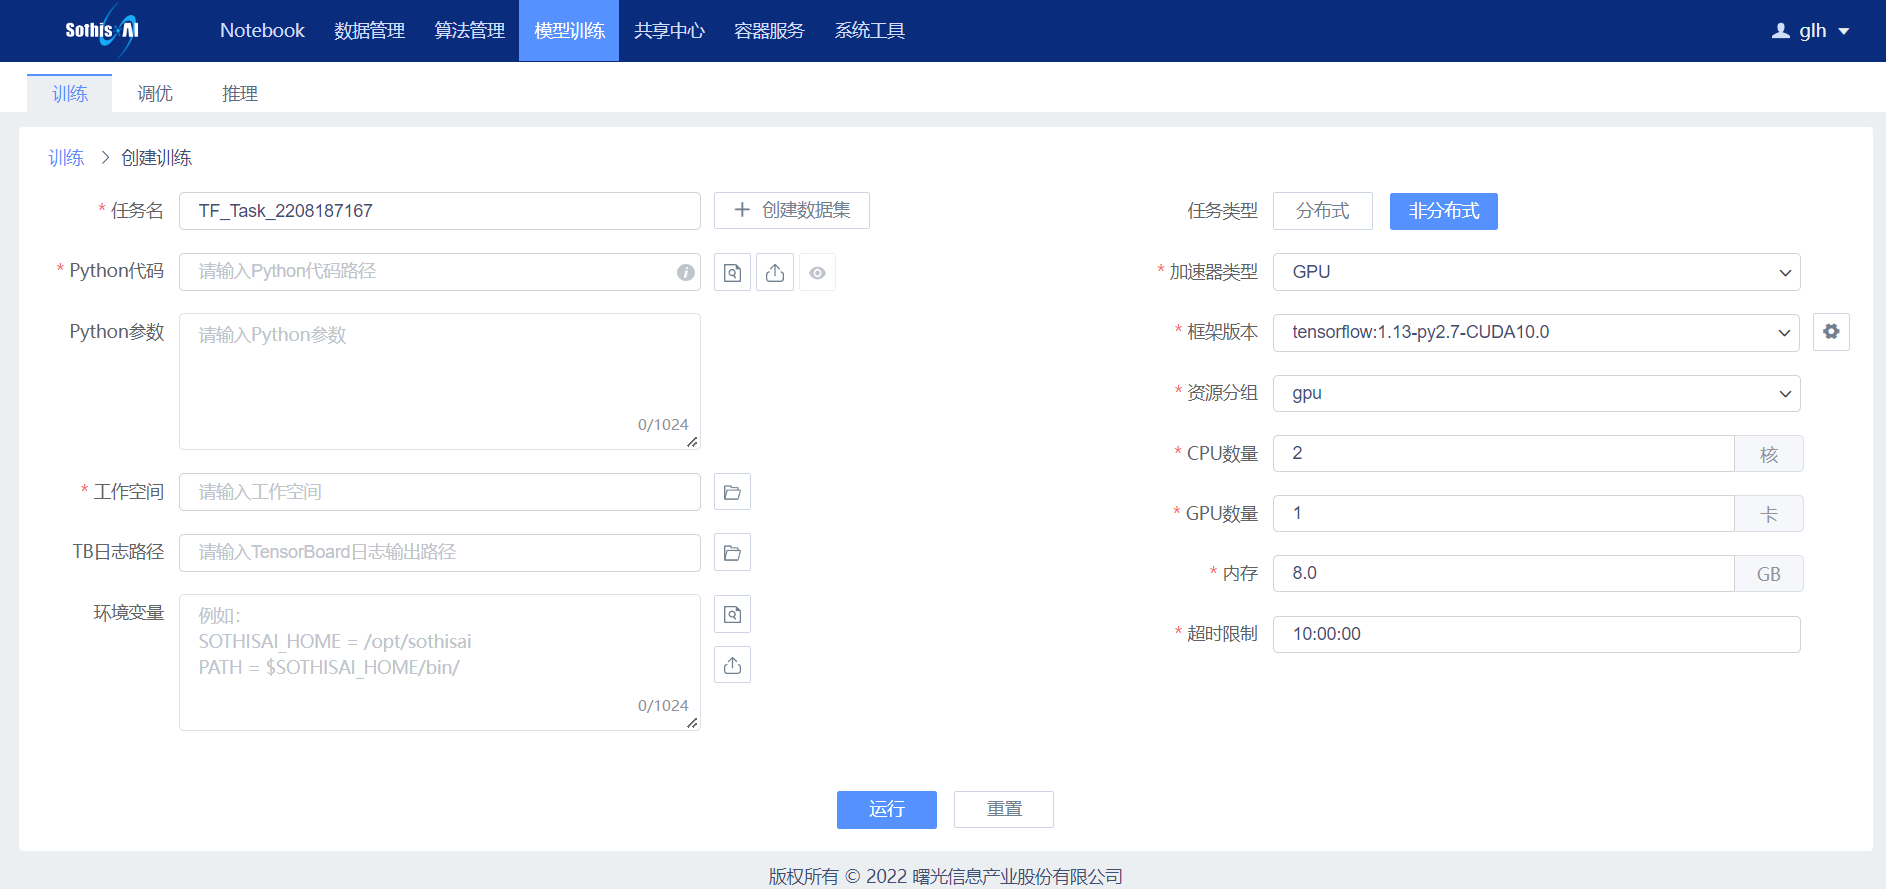 SothisAI
Notebook 数据管理 算法管理 模型训练 共享中心 容器服务 系统工具 glh
训练 调优 推理
训练 > 创建训练
* 任务名 TF_Task_2208187167 + 创建数据集
* Python代码 请输入Python代码路径
Python参数 请输入Python参数
0/1024
* 工作空间 请输入工作空间
TB日志路径 请输入TensorBoard日志输出路径
环境变量 例如：
SOTHISAI_HOME = /opt/sothisai
PATH = $SOTHISAI_HOME/bin/
0/1024
任务类型 分布式 非分布式
* 加速器类型 GPU
* 框架版本 tensorflow:1.13-py2.7-CUDA10.0
* 资源分组 gpu
* CPU数量 2 核
* GPU数量 1 卡
* 内存 8.0 GB
* 超时限制 10:00:00
运行 重置
版权所有 © 2022 曙光信息产业股份有限公司